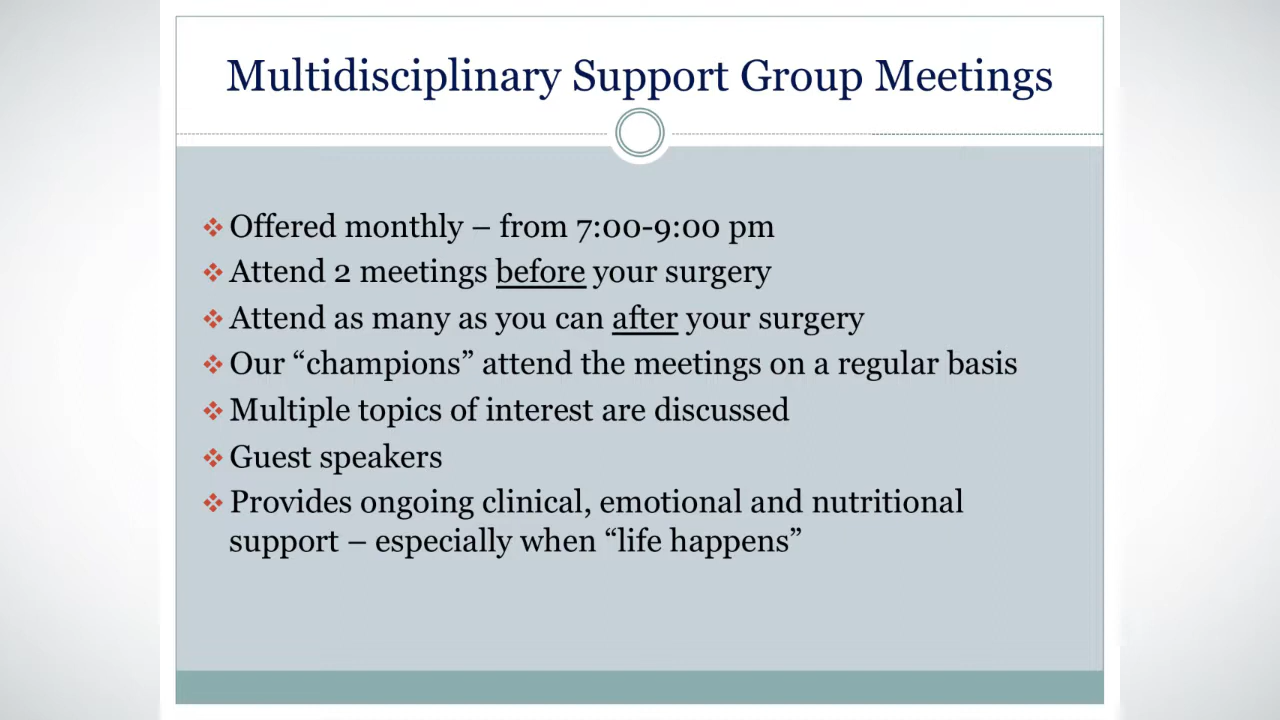 Multidisciplinary Support Group Meetings
Offered monthly – from 7:00-9:00 pm
Attend 2 meetings before your surgery
Attend as many as you can after your surgery
Our “champions” attend the meetings on a regular basis
Multiple topics of interest are discussed
Guest speakers
Provides ongoing clinical, emotional and nutritional
support – especially when “life happens”